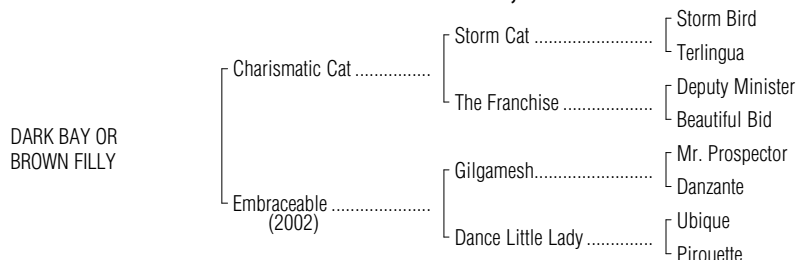 DARK BAY OR
BROWN FILLY
Charismatic Cat ................
Embraceable .....................
(2002)
Storm Cat .........................
The Franchise ...................
Gilgamesh.........................
Dance Little Lady ..............
Storm Bird
Terlingua
Deputy Minister
Beautiful Bid
Mr. Prospector
Danzante
Ubique
Pirouette